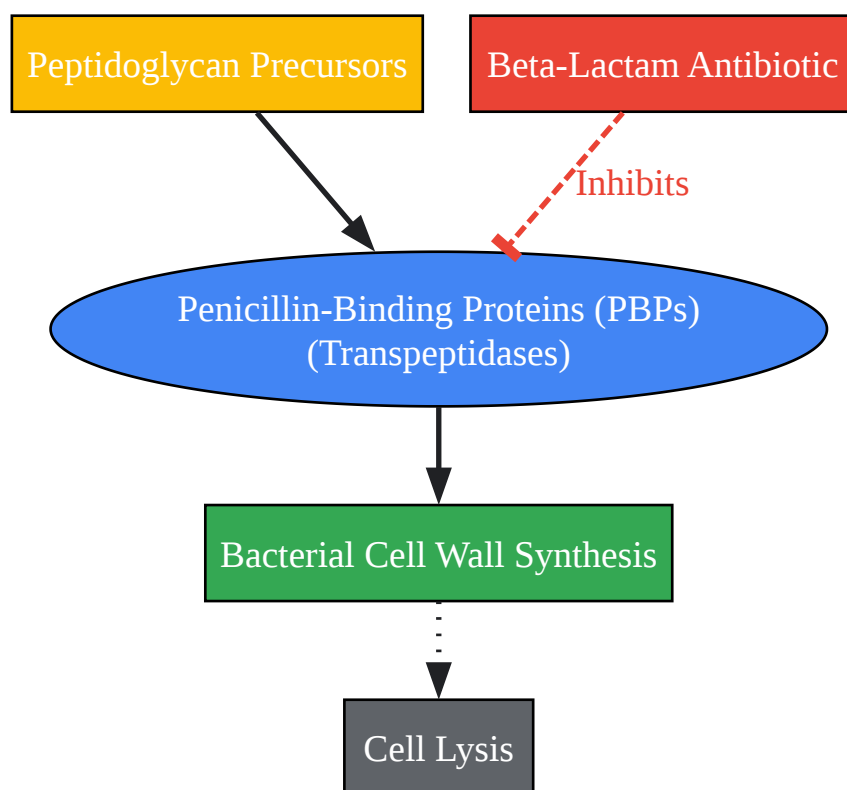 Peptidoglycan Precursors
Beta-Lactam Antibiotic
Inhibits
Penicillin-Binding Proteins (PBPs)
(Transpeptidases)
Bacterial Cell Wall Synthesis
Cell Lysis